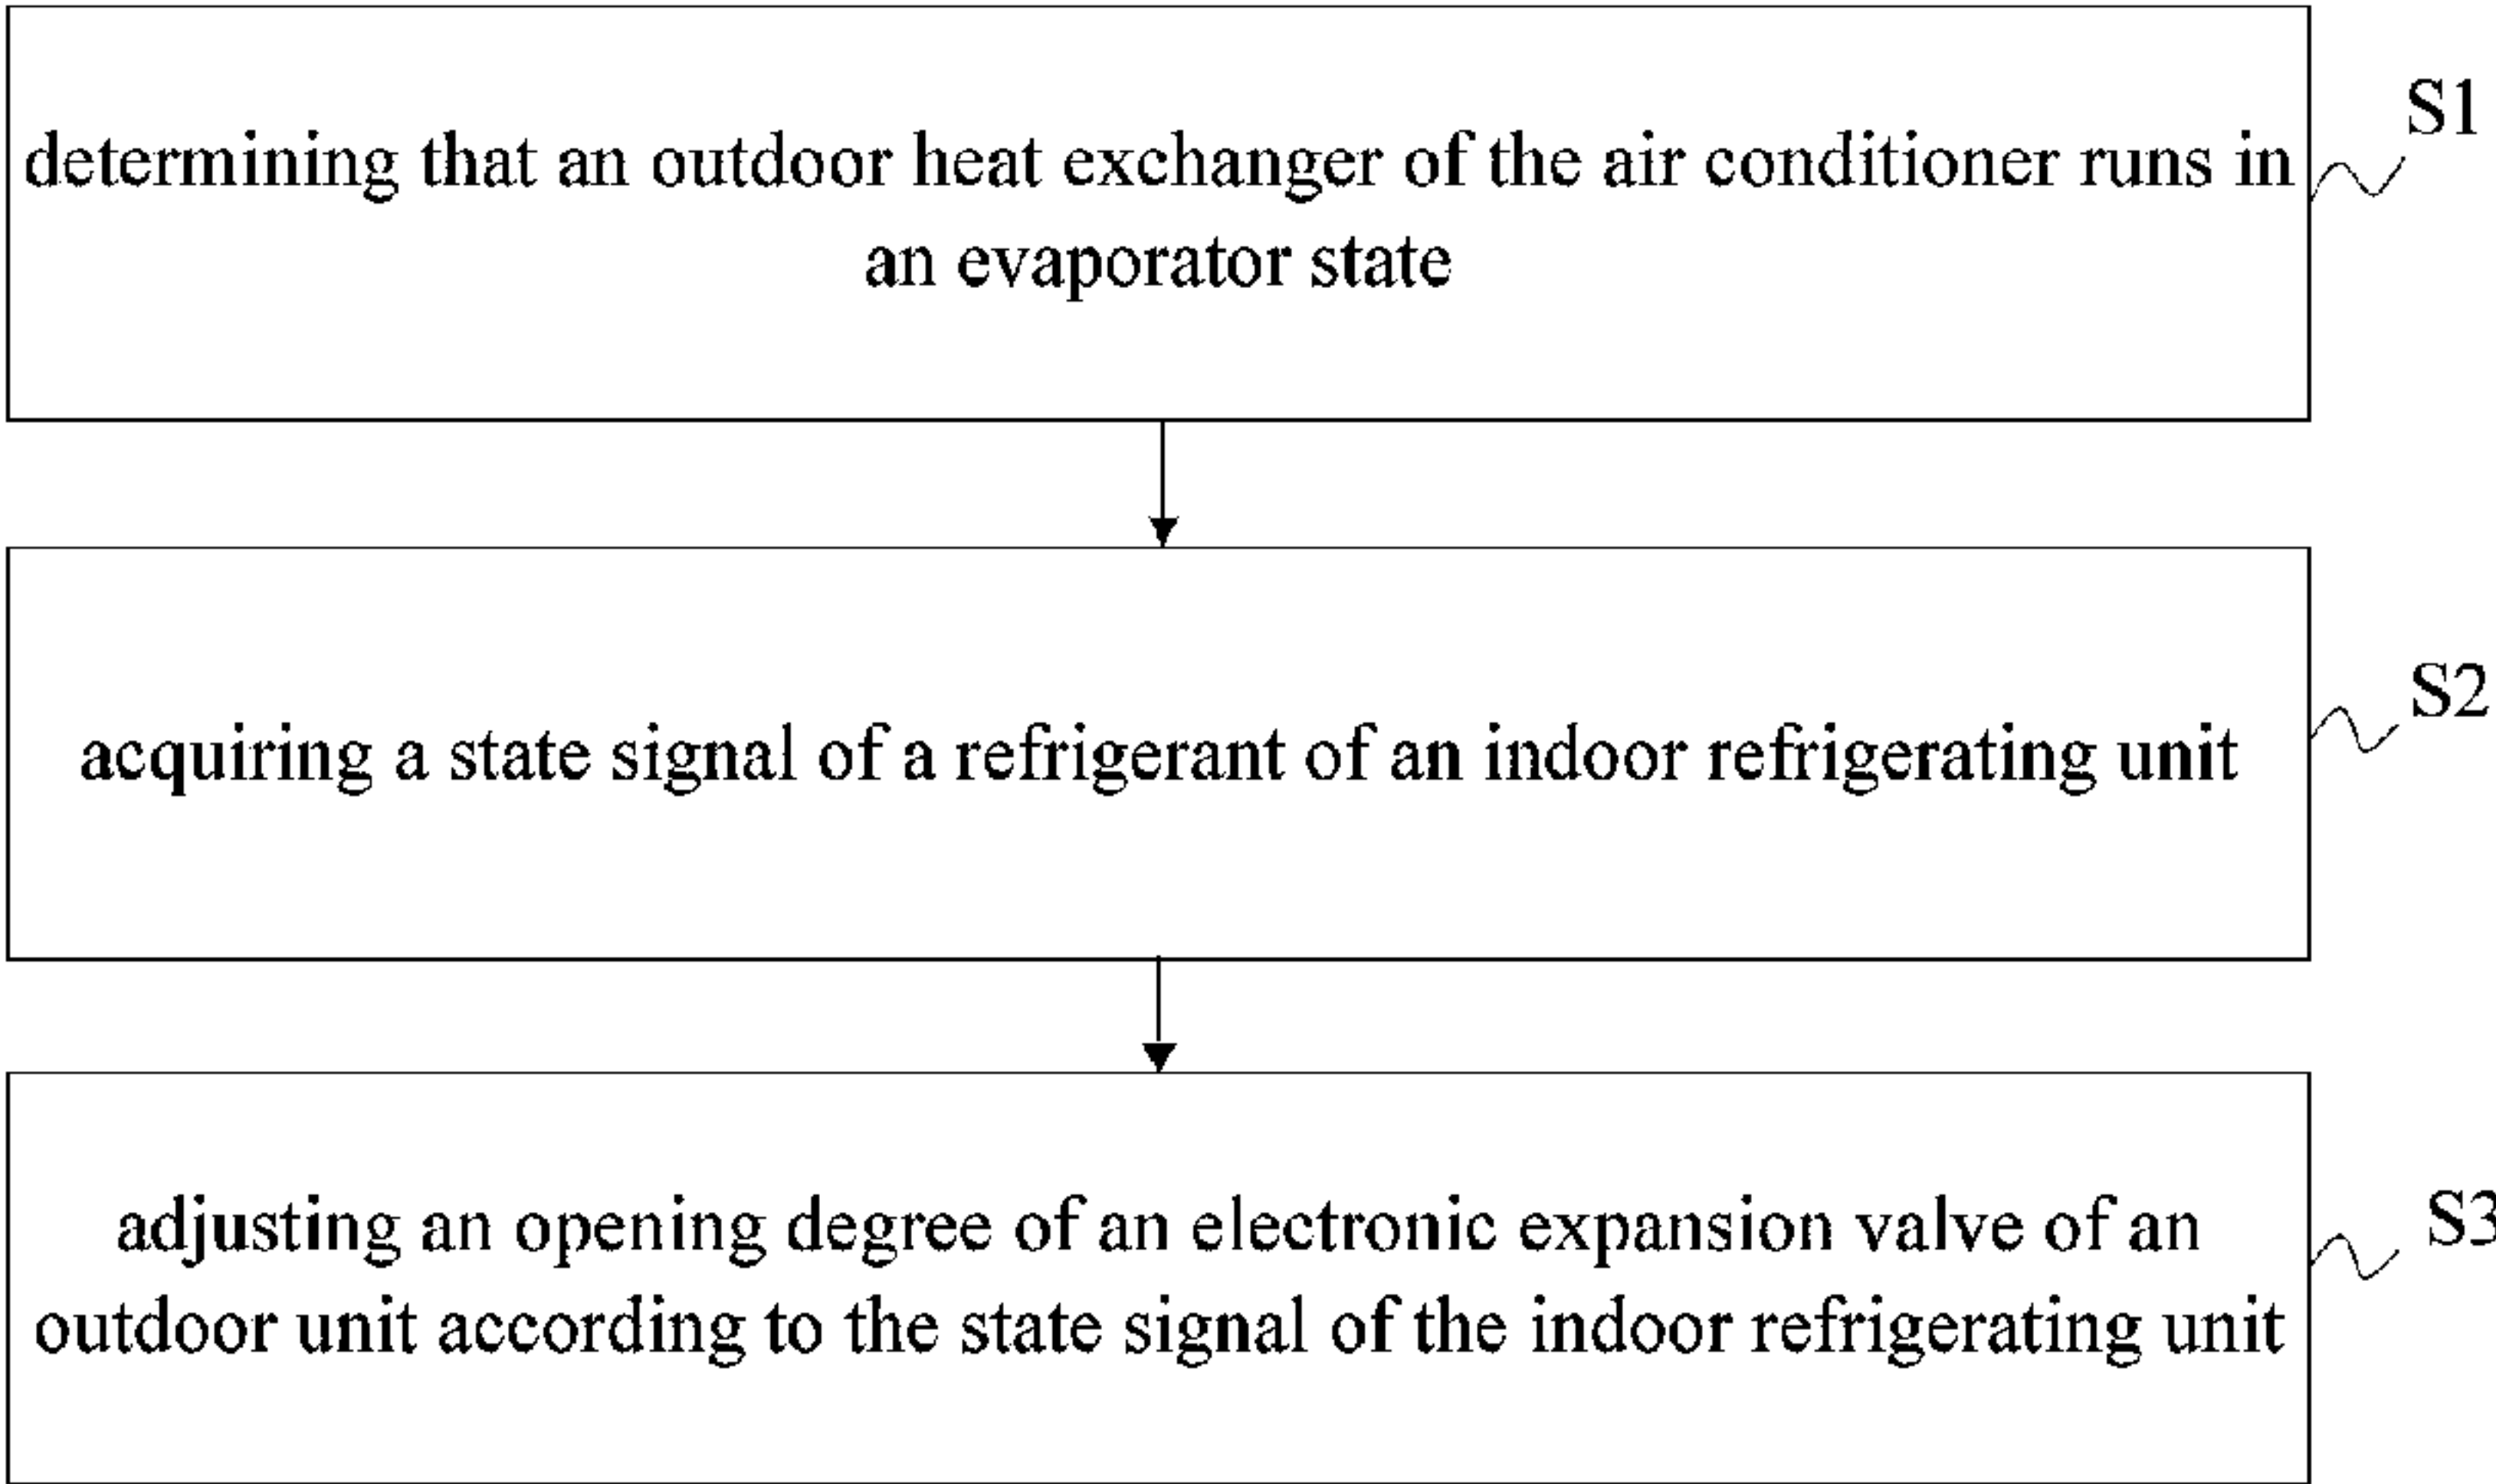 S1
determining that an outdoor heat exchanger of the air conditioner runs in
an evaporator state
S2
acquiring a state signal of a refrigerant of an indoor refrigerating unit
S3
adjusting an opening degree of an electronic expansion valve of an
outdoor unit according to the state signal of the indoor refrigerating unit